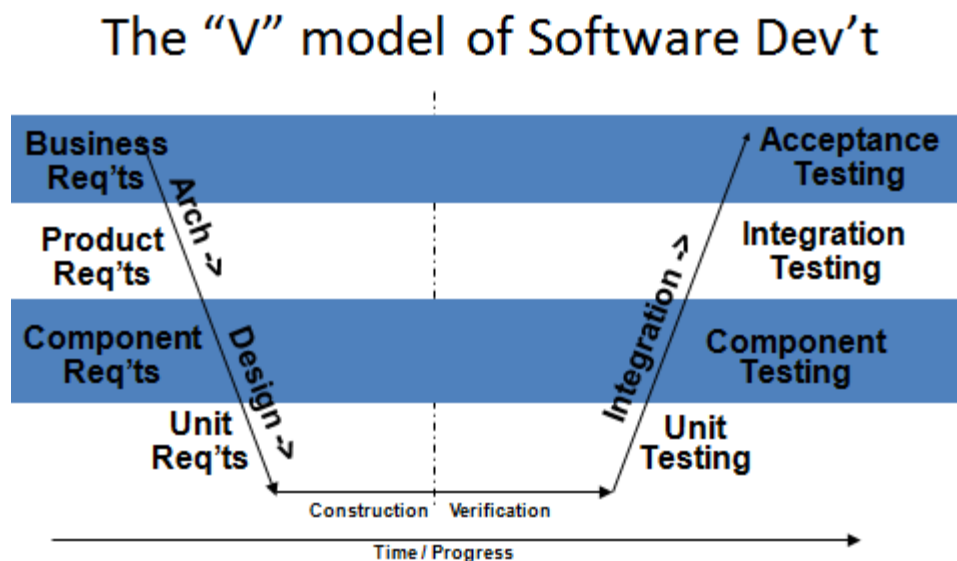 The “V” model of Software Dev’t
Business
Req’ts
Arch ->
Acceptance
Testing
Product
Req’ts
Integration
Testing
Component
Req’ts
Design ->
Integration ->
Component
Testing
Unit
Req’ts
Unit
Testing
Construction
Verification
Time / Progress